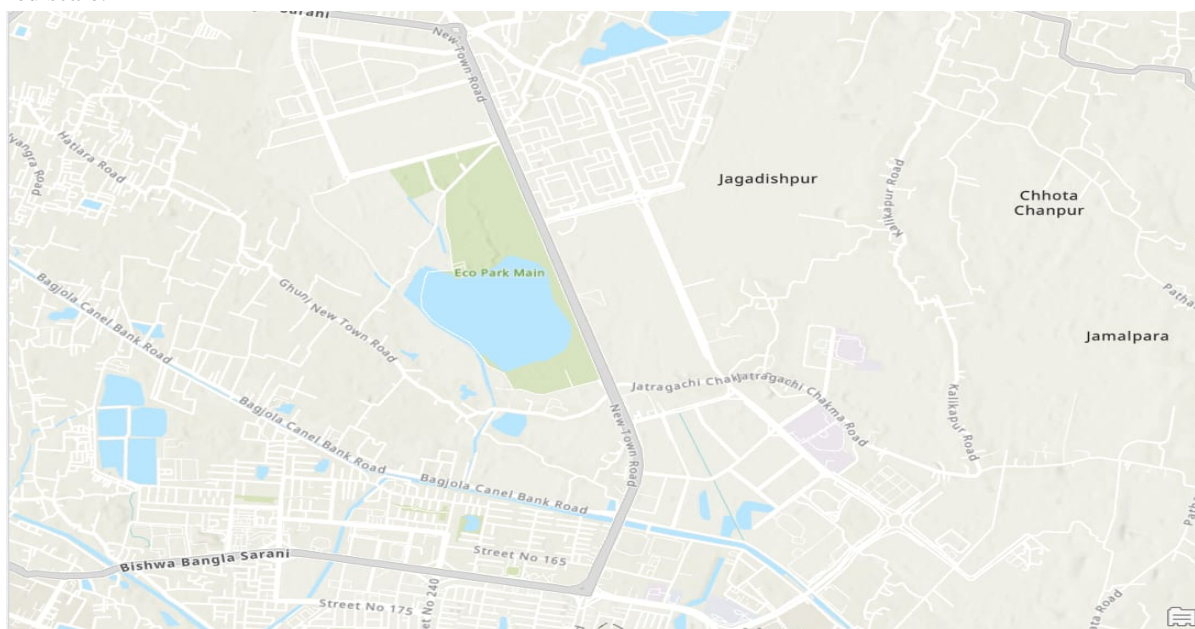 Sarani
New Town Road
Hatiara Road
Road
Jagadishpur
Kalikapur Road
Chhota
Chanpur
Eco Park Main
Bagjola Canel Bank Road
Ghuni New Town Road
Jamalpara
Jatragachi
Jatragachi Chakma Road
Kalikapur Road
New Town Road
Bagjola Canel Bank Road
Bagjola Canel Bank Road
Bishwa Bangla Sarani
Street No 165
Street No 240
Street No 175
Road